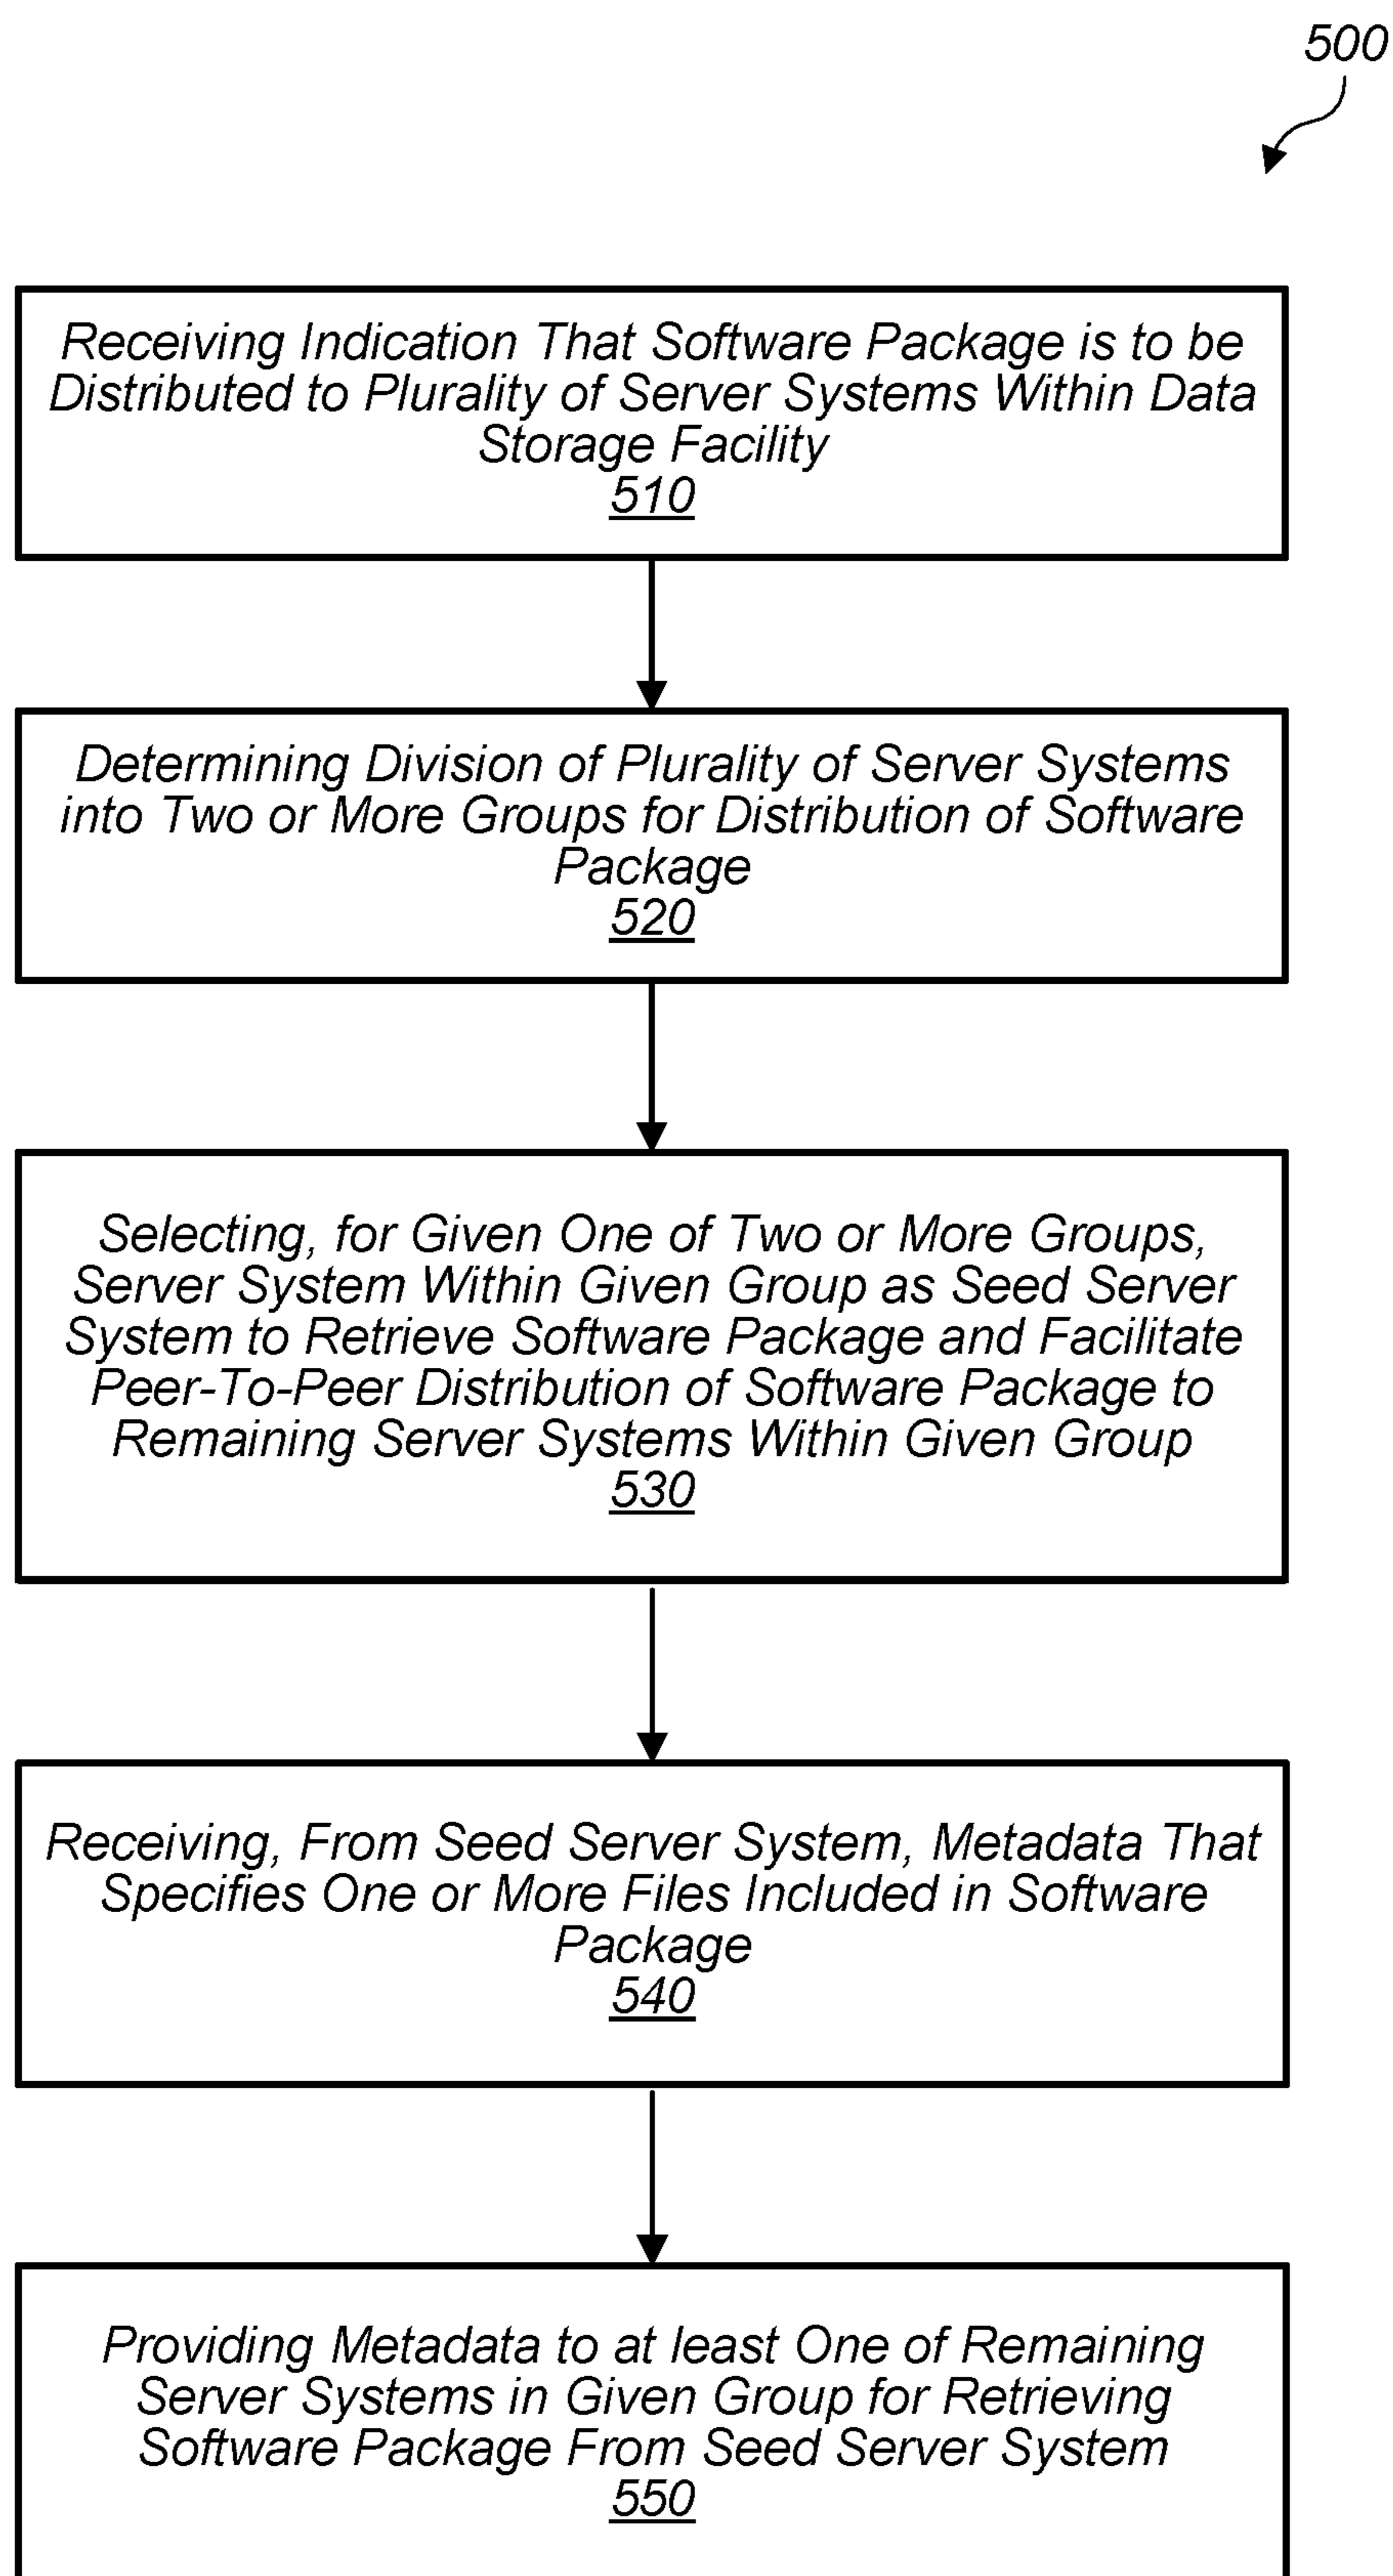 500
Receiving Indication That Software Package is to be
Distributed to Plurality of Server Systems Within Data
Storage Facility
510
Determining Division of Plurality of Server Systems
into Two or More Groups for Distribution of Software
Package
520
Selecting, for Given One of Two or More Groups,
Server System Within Given Group as Seed Server
System to Retrieve Software Package and Facilitate
Peer-To-Peer Distribution of Software Package to
Remaining Server Systems Within Given Group
530
Receiving, From Seed Server System, Metadata That
Specifies One or More Files Included in Software
Package
540
Providing Metadata to at least One of Remaining
Server Systems in Given Group for Retrieving
Software Package From Seed Server System
550